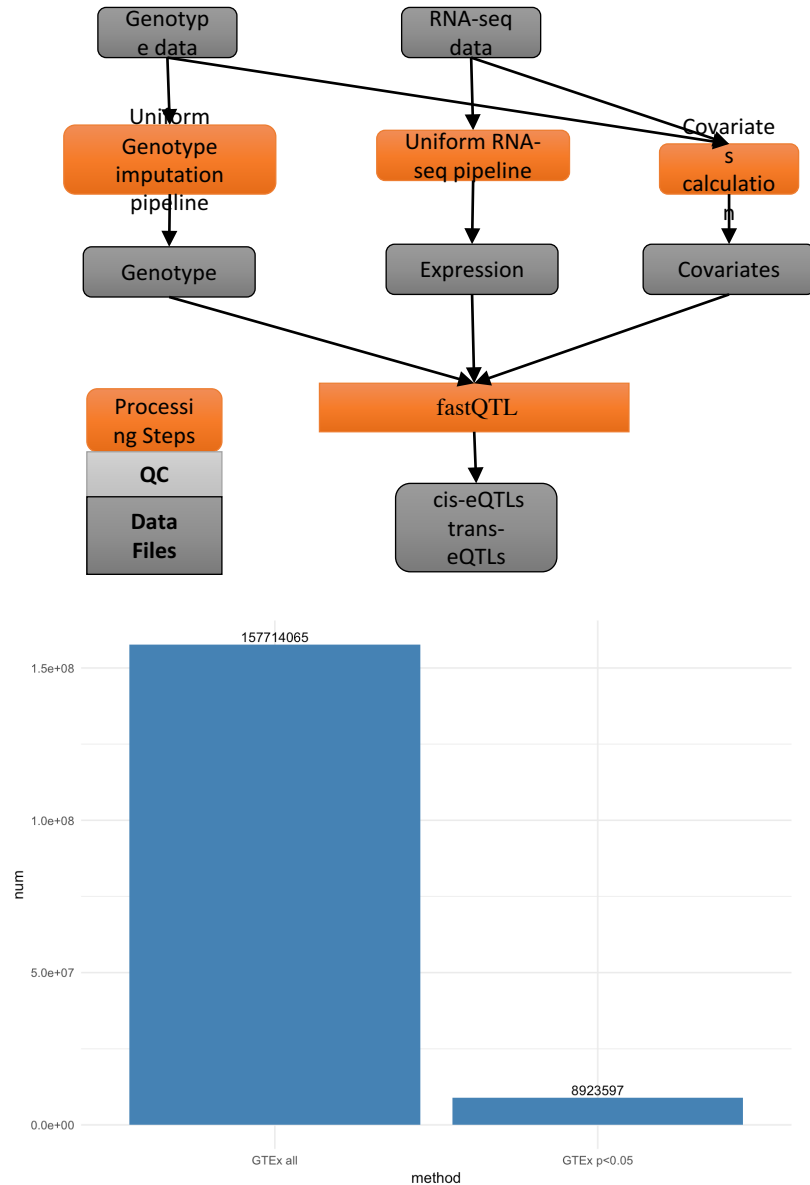 Genotyp
e data
RNA-seq
data
Uniform
Genotype
imputation
pipeline
Uniform RNA-
seq pipeline
Covariate
s
calculatio
n
Genotype
Expression
Covariates
Processi
ng Steps
QC
Data
Files
fastQTL
cis-eQTLs
trans-
eQTLs
157714065
8923597
1.5e+08
1.0e+08
5.0e+07
0.0e+00
num
GTEx all
GTEx p<0.05
method